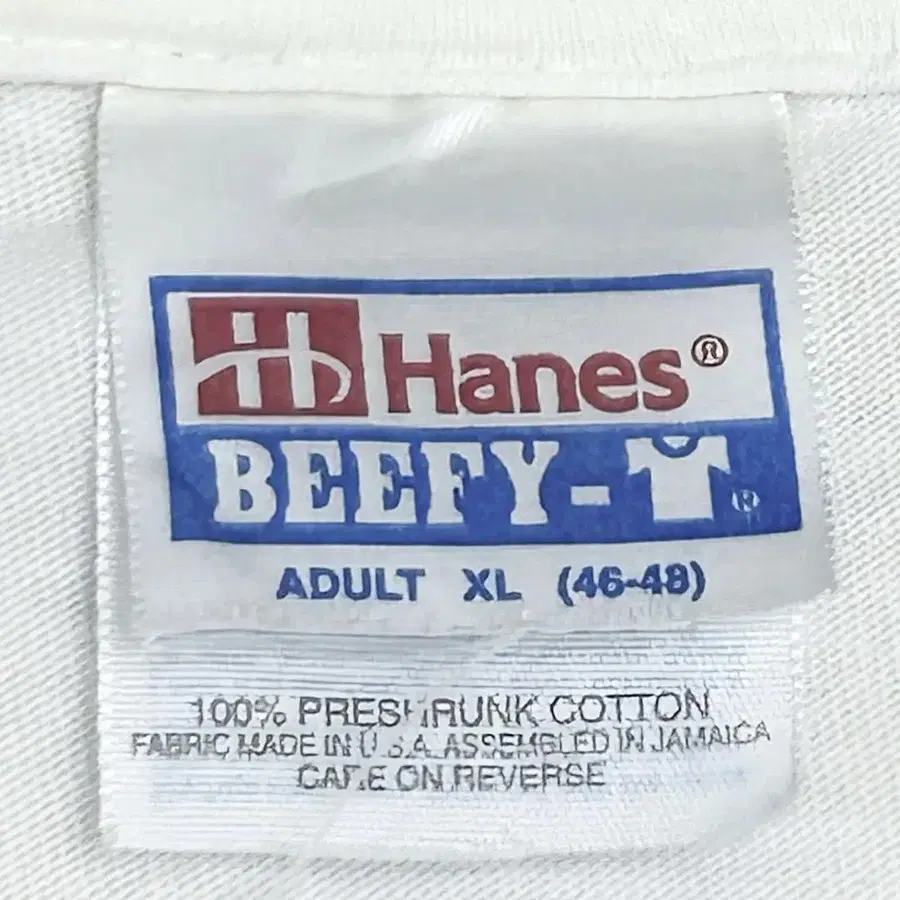 Hanes®
BEEFY-T®
ADULT XL (46-48)
100% PRESHRUNK COTTON
FABRIC MADE IN U.S.A. ASSEMBLED IN JAMAICA
CARE ON REVERSE